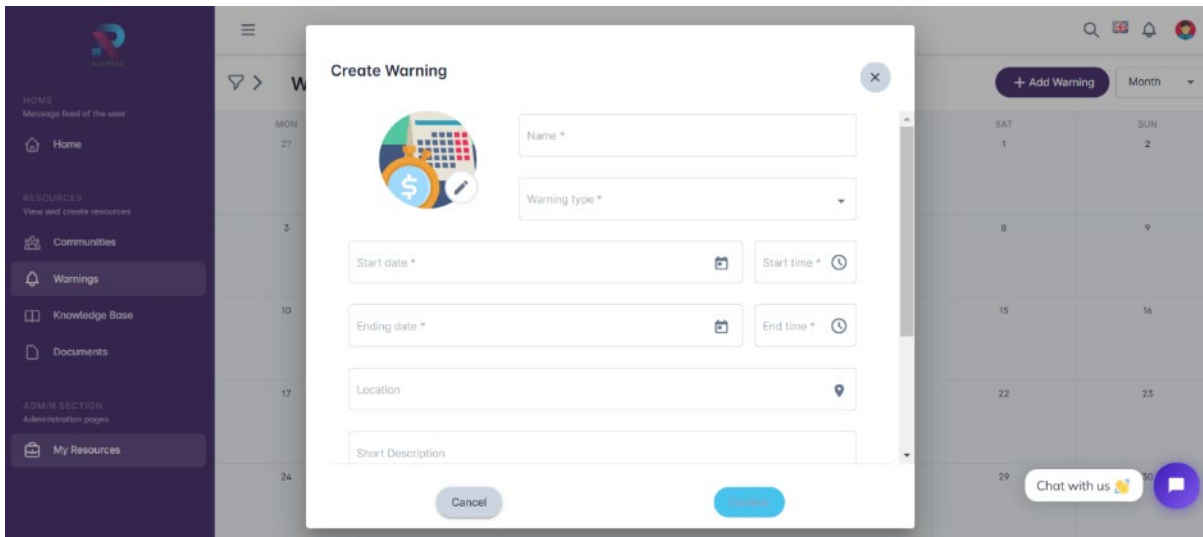 HOME
Message feed of the user
Home
RESOURCES
View and create resources
Communities
Warnings
Knowledge Base
Documents
ADMIN SECTION
Administration pages
My Resources
W
+ Add Warning
Month
MON
SAT
SUN
27
1
2
3
8
9
10
15
16
17
22
23
24
29
30
Create Warning
Name *
Warning type *
Start date *
Start time *
Ending date *
End time *
Location
Short Description
Cancel
Chat with us 👋